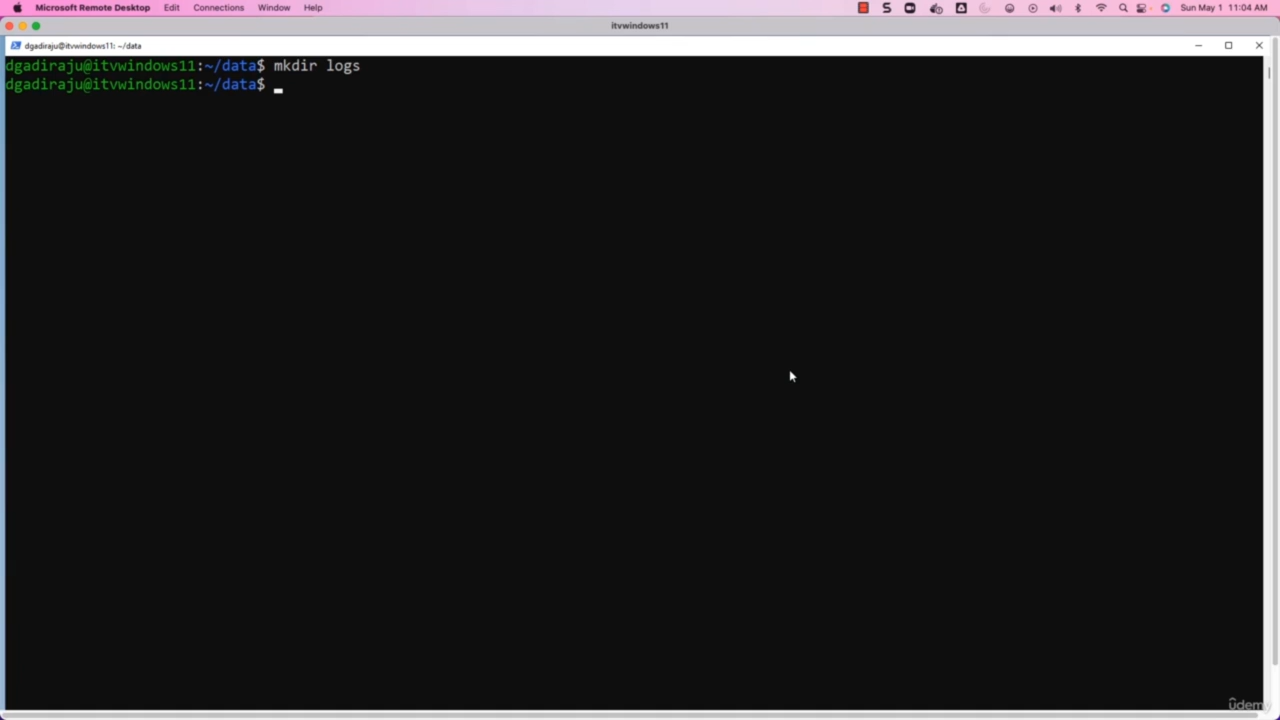 Microsoft Remote Desktop Edit Connections Window Help Sun May 1 11:04 AM
itvwindows11
dgadiraju@itvwindows11: ~/data
dgadiraju@itvwindows11:~/data$ mkdir logs
dgadiraju@itvwindows11:~/data$
ûdemy